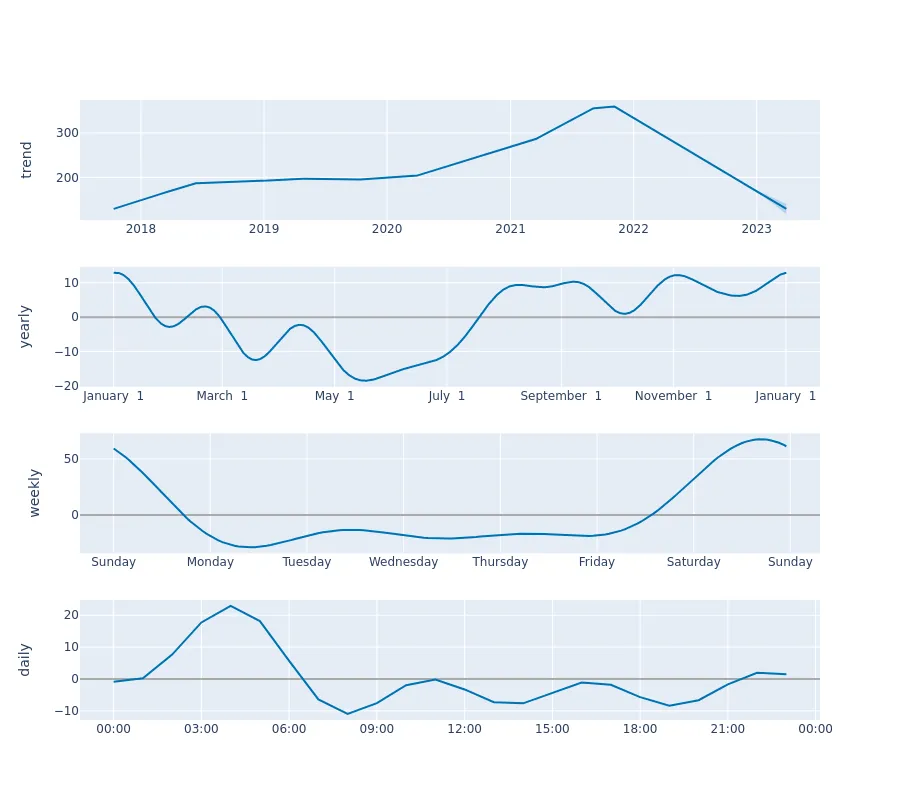 trend
300
200
2018 2019 2020 2021 2022 2023
yearly
10
0
−10
−20
January 1 March 1 May 1 July 1 September 1 November 1 January 1
weekly
50
0
Sunday Monday Tuesday Wednesday Thursday Friday Saturday Sunday
daily
20
10
0
−10
00:00 03:00 06:00 09:00 12:00 15:00 18:00 21:00 00:00